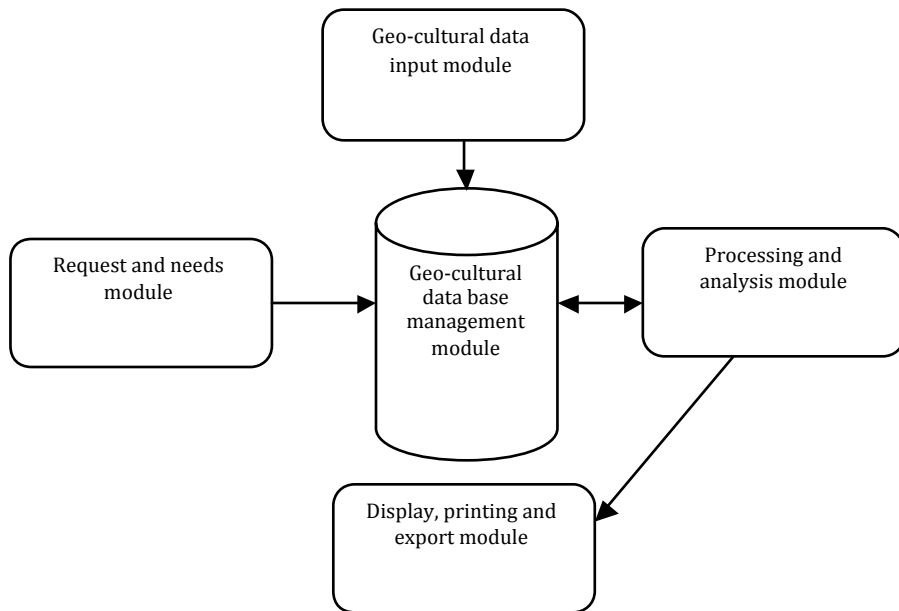 Geo-cultural data
input module
Request and needs
module
Geo-cultural
data base
management
module
Processing and
analysis module
Display, printing and
export module